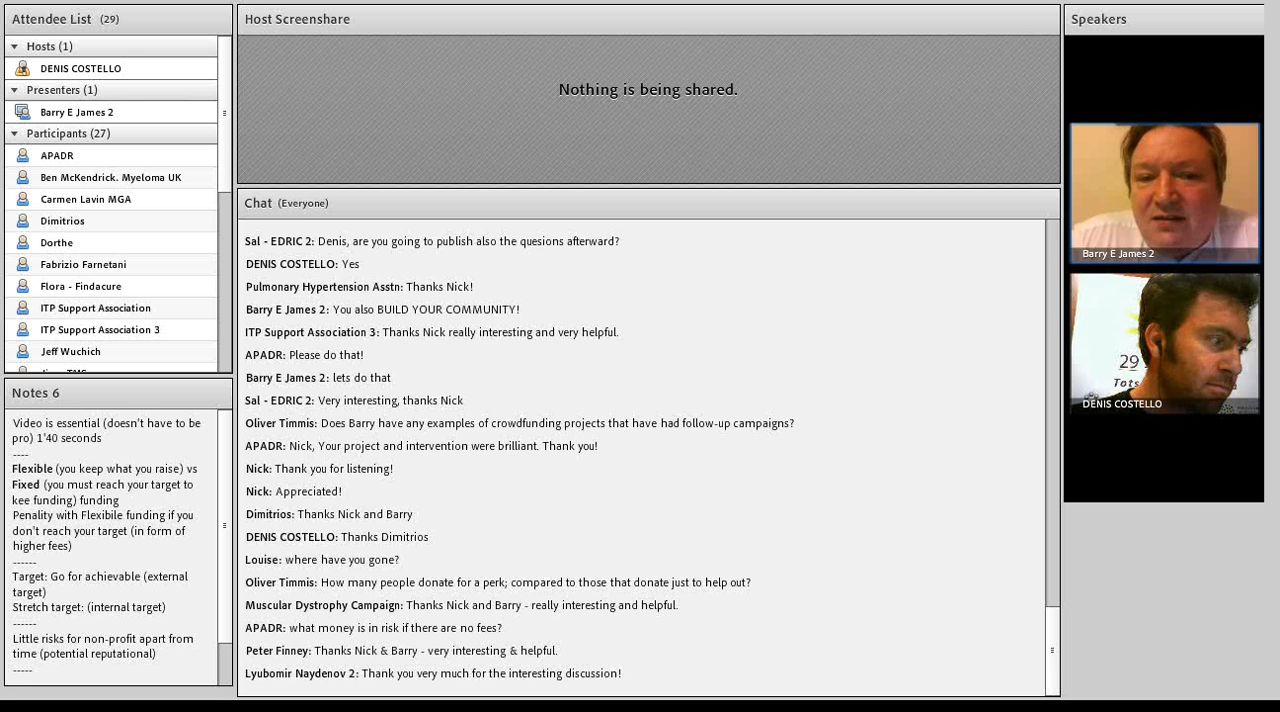 Attendee List (29)
Hosts (1)
DENIS COSTELLO
Presenters (1)
Barry E James 2
Participants (27)
APADR
Ben McKendrick. Myeloma UK
Carmen Lavin MGA
Dimitrios
Dorthe
Fabrizio Farnetani
Flora - Findacure
ITP Support Association
ITP Support Association 3
Jeff Wuchich
Notes 6
Video is essential (doesn't have to be
pro) 1'40 seconds
----
Flexible (you keep what you raise) vs
Fixed (you must reach your target to
kee funding) funding
Penality with Flexibile funding if you
don't reach your target (in form of
higher fees)
------
Target: Go for achievable (external
target)
Stretch target: (internal target)
------
Little risks for non-profit apart from
time (potential reputational)
-----
Host Screenshare
Nothing is being shared.
Chat (Everyone)
Sal - EDRIC 2: Denis, are you going to publish also the quesions afterward?
DENIS COSTELLO: Yes
Pulmonary Hypertension Asstn: Thanks Nick!
Barry E James 2: You also BUILD YOUR COMMUNITY!
ITP Support Association 3: Thanks Nick really interesting and very helpful.
APADR: Please do that!
Barry E James 2: lets do that
Sal - EDRIC 2: Very interesting, thanks Nick
Oliver Timmis: Does Barry have any examples of crowdfunding projects that have had follow-up campaigns?
APADR: Nick, Your project and intervention were brilliant. Thank you!
Nick: Thank you for listening!
Nick: Appreciated!
Dimitrios: Thanks Nick and Barry
DENIS COSTELLO: Thanks Dimitrios
Louise: where have you gone?
Oliver Timmis: How many people donate for a perk; compared to those that donate just to help out?
Muscular Dystrophy Campaign: Thanks Nick and Barry - really interesting and helpful.
APADR: what money is in risk if there are no fees?
Peter Finney: Thanks Nick & Barry - very interesting & helpful.
Lyubomir Naydenov 2: Thank you very much for the interesting discussion!
Speakers
Barry E James 2
29
Tots
DENIS COSTELLO